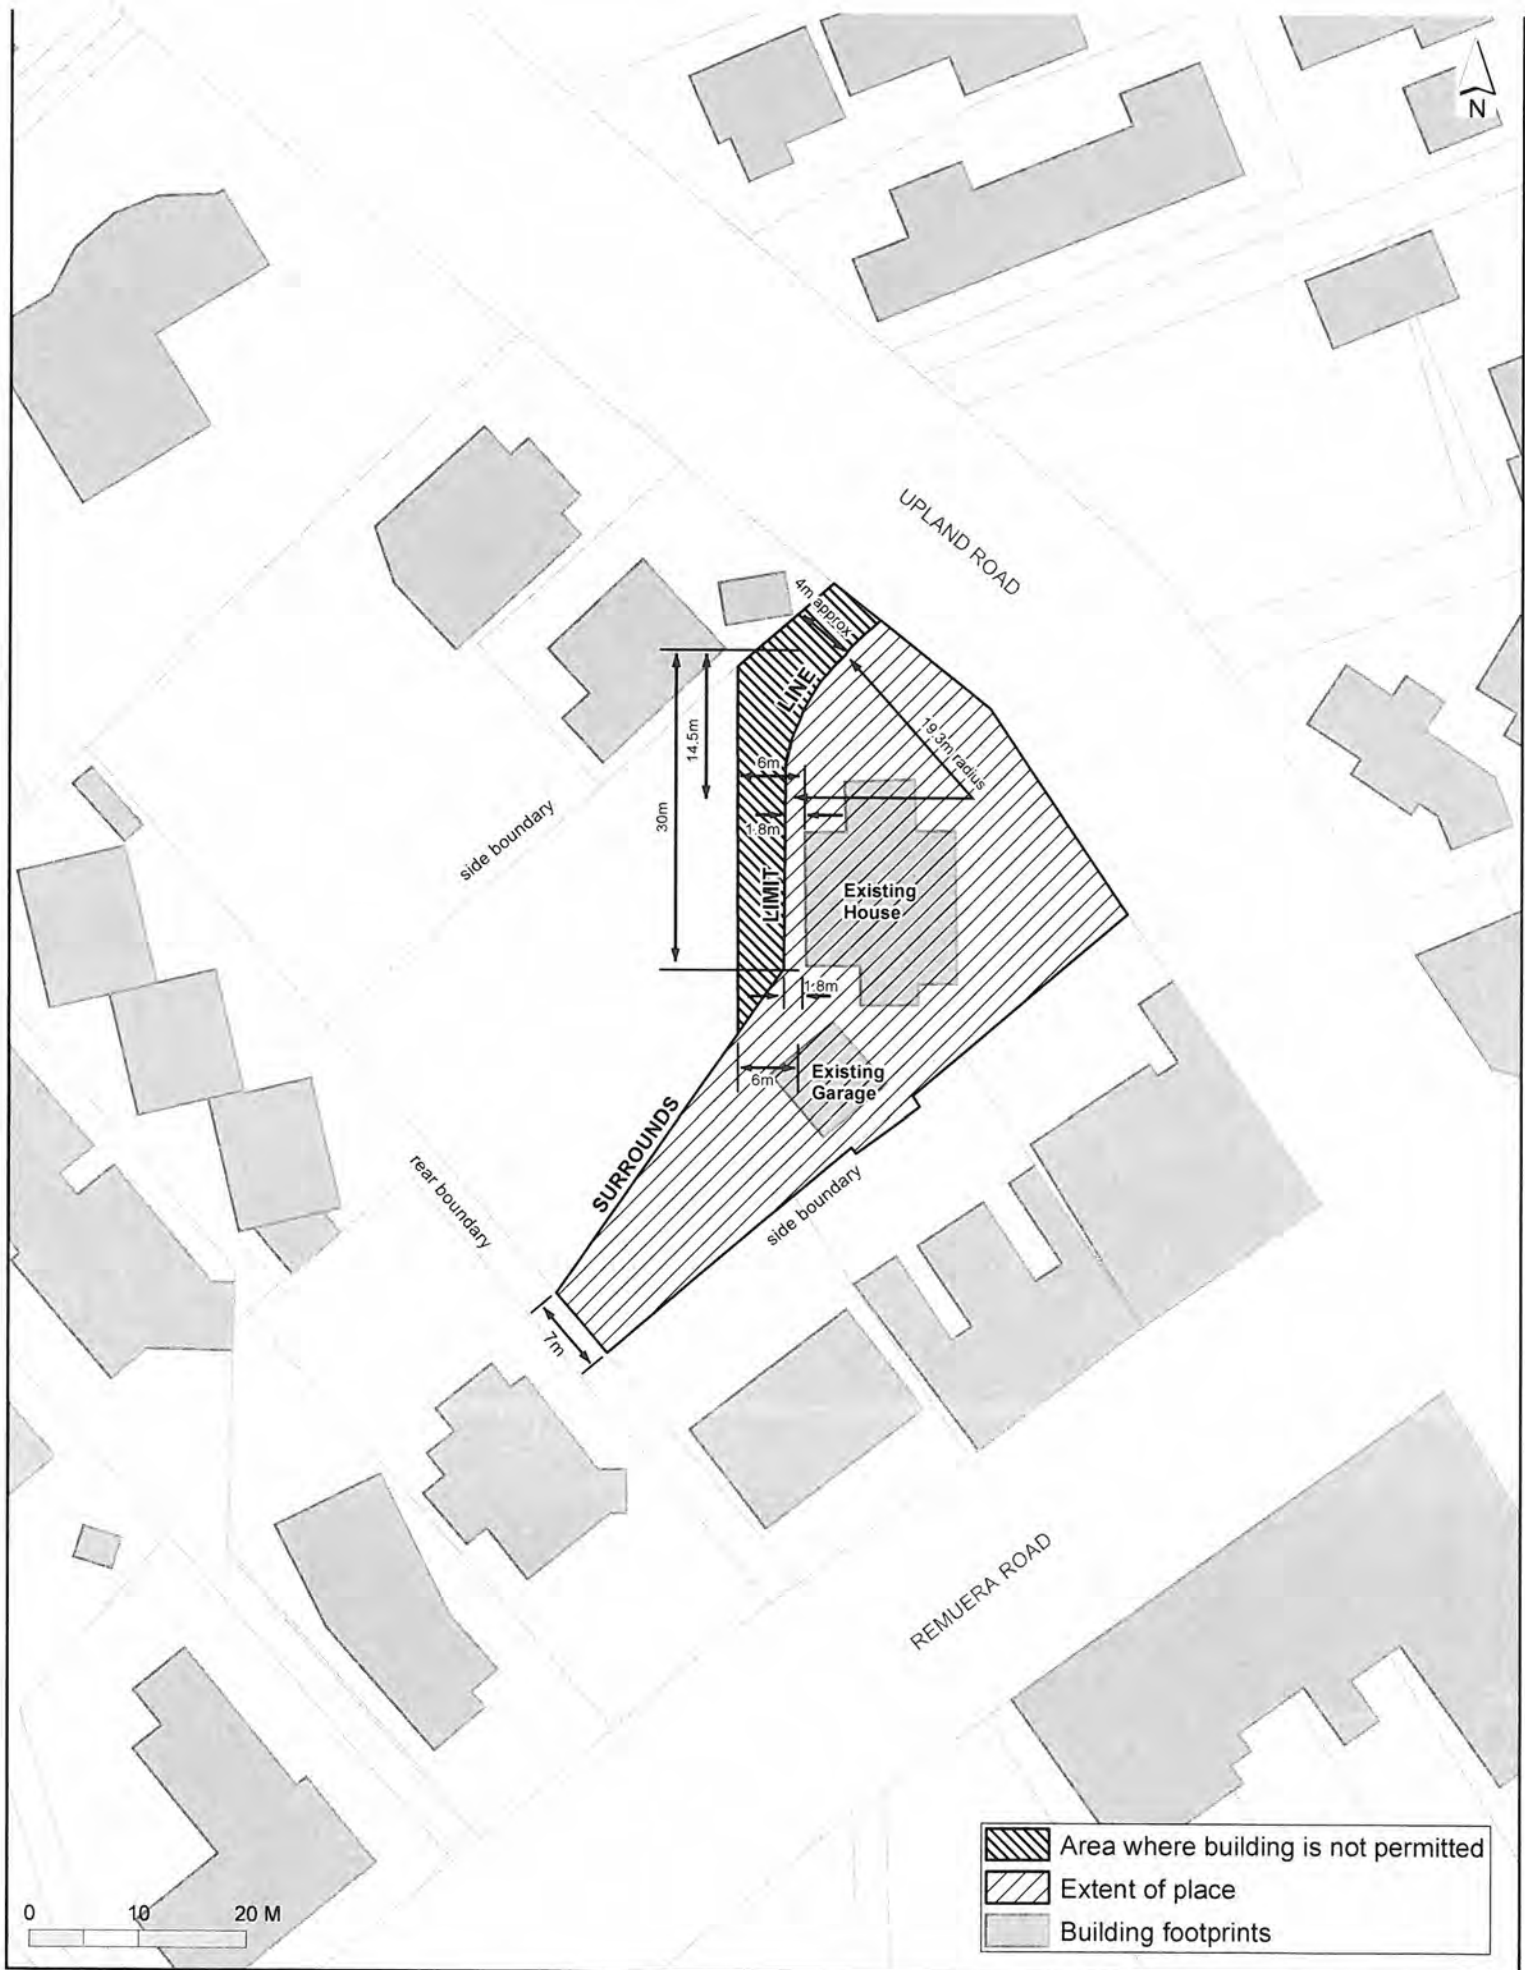 N
UPLAND ROAD
4m approx
LINE
19.3m radius
14.5m
30m
6m
1.8m
side boundary
LIMIT
Existing
House
1.8m
6m
Existing
Garage
SURROUNDS
rear boundary
side boundary
7m
REMUERA ROAD
Area where building is not permitted
Extent of place
Building footprints
0 10 20 M